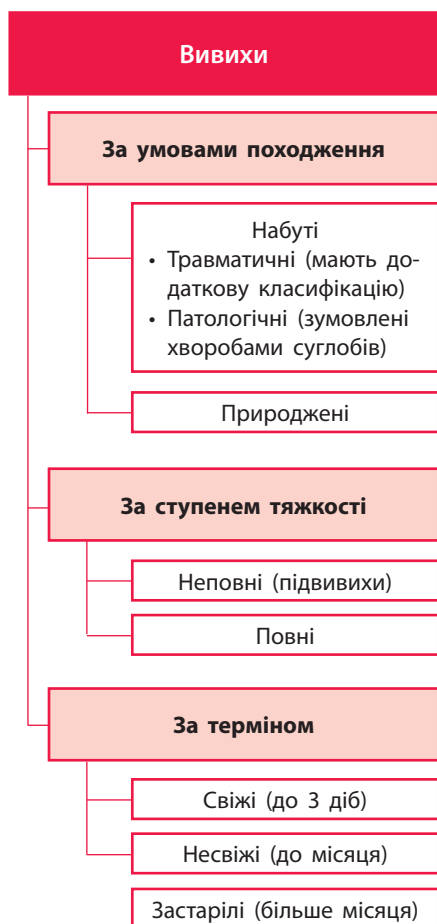 Вивихи
За умовами походження
Набуті
• Травматичні (мають до-
даткову класифікацію)
• Патологічні (зумовлені
хворобами суглобів)
Природжені
За ступенем тяжкості
Неповні (підвивихи)
Повні
За терміном
Свіжі (до 3 діб)
Несвіжі (до місяця)
Застарілі (більше місяця)